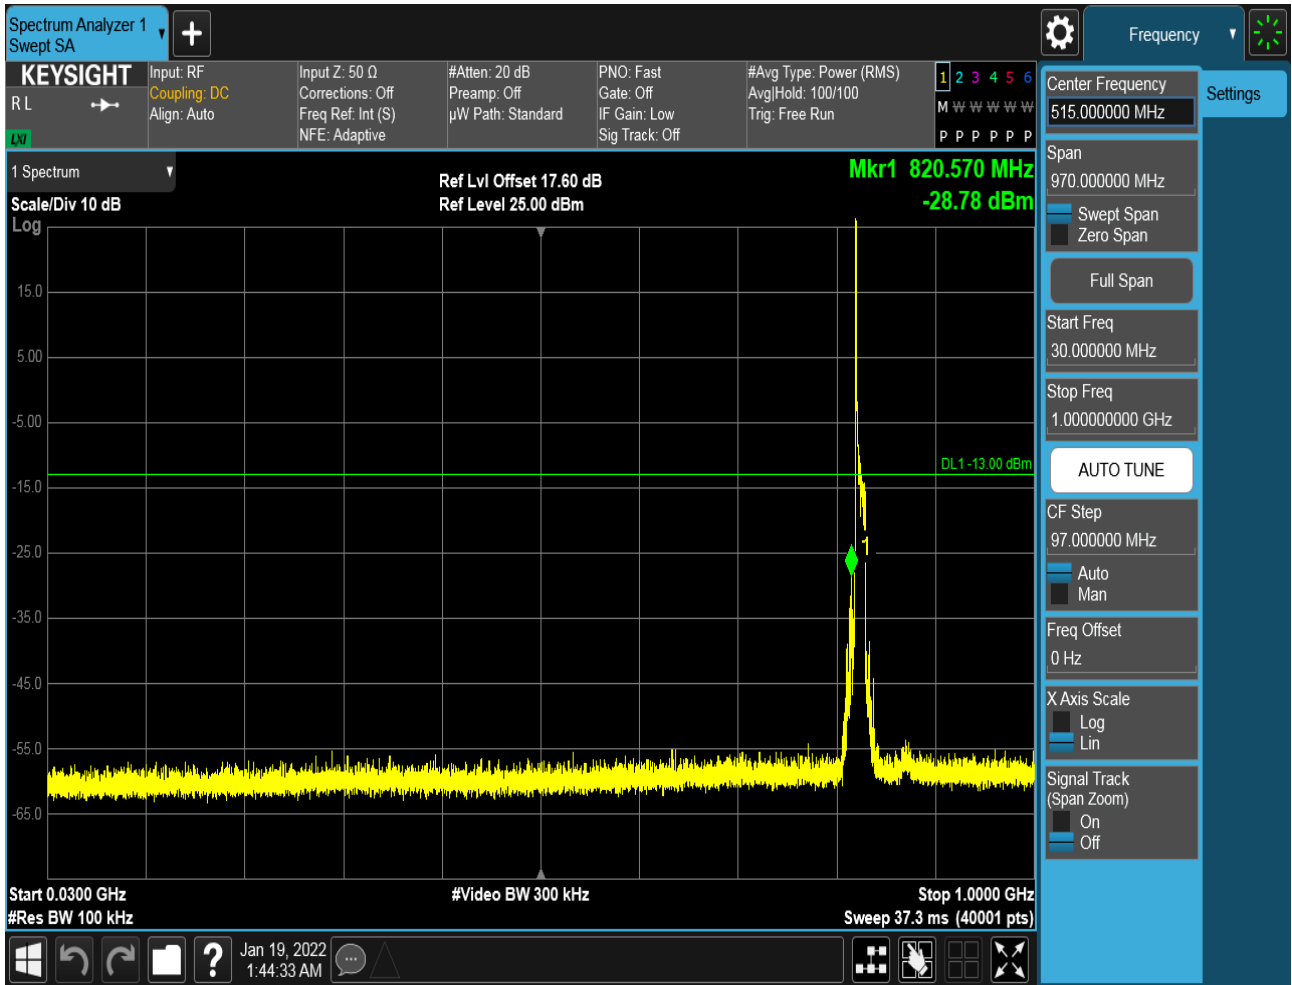 Spectrum Analyzer 1
Swept SA
Frequency
KEYSIGHT
R L
LXI
Input: RF
Coupling: DC
Align: Auto
Input Z: 50 Ω
Corrections: Off
Freq Ref: Int (S)
NFE: Adaptive
#Atten: 20 dB
Preamp: Off
µW Path: Standard
PNO: Fast
Gate: Off
IF Gain: Low
Sig Track: Off
#Avg Type: Power (RMS)
Avg|Hold: 100/100
Trig: Free Run
1 2 3 4 5 6
M W W W W W
P P P P P P
1 Spectrum
Scale/Div 10 dB
Log
Ref Lvl Offset 17.60 dB
Ref Level 25.00 dBm
Mkr1 820.570 MHz
-28.78 dBm
15.0
5.00
-5.00
-15.0
-25.0
-35.0
-45.0
-55.0
-65.0
DL1 -13.00 dBm
1
Start 0.0300 GHz
#Video BW 300 kHz
Stop 1.0000 GHz
#Res BW 100 kHz
Sweep 37.3 ms (40001 pts)
Center Frequency
515.000000 MHz
Settings
Span
970.000000 MHz
Swept Span
Zero Span
Full Span
Start Freq
30.000000 MHz
Stop Freq
1.000000000 GHz
AUTO TUNE
CF Step
97.000000 MHz
Auto
Man
Freq Offset
0 Hz
X Axis Scale
Log
Lin
Signal Track
(Span Zoom)
On
Off
?
Jan 19, 2022
1:44:33 AM